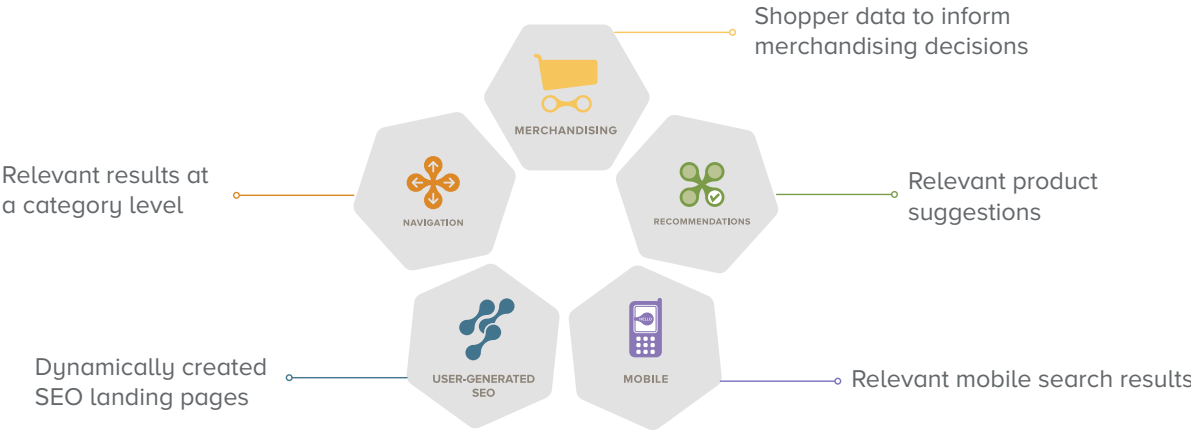 Shopper data to inform
merchandising decisions
MERCHANDISING
Relevant results at
a category level
NAVIGATION
RECOMMENDATIONS
Relevant product
suggestions
Dynamically created
SEO landing pages
USER-GENERATED
SEO
HELLO
MOBILE
Relevant mobile search results